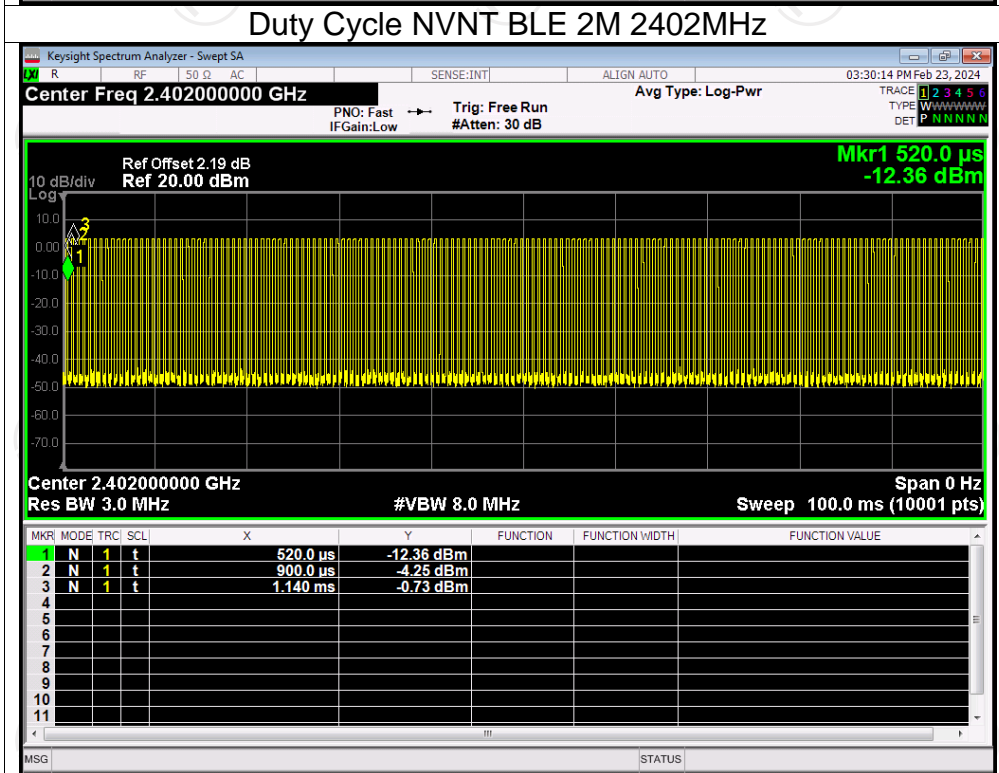 Duty Cycle NVNT BLE 2M 2402MHz
Keysight Spectrum Analyzer - Swept SA
LXI R RF 50 Ω AC SENSE:INT ALIGN AUTO 03:30:14 PM Feb 23, 2024
Center Freq 2.402000000 GHz Avg Type: Log-Pwr TRACE 1 2 3 4 5 6
PNO: Fast Trig: Free Run TYPE WWWWWWW
IFGain:Low #Atten: 30 dB DET P N N N N N
Mkr1 520.0 µs
Ref Offset 2.19 dB
10 dB/div Ref 20.00 dBm -12.36 dBm
Log
10.0
0.00
-10.0
-20.0
-30.0
-40.0
-50.0
-60.0
-70.0
3
2
1
Center 2.402000000 GHz Span 0 Hz
Res BW 3.0 MHz #VBW 8.0 MHz Sweep 100.0 ms (10001 pts)
MKR MODE TRC SCL X Y FUNCTION FUNCTION WIDTH FUNCTION VALUE
1 N 1 t 520.0 µs -12.36 dBm
2 N 1 t 900.0 µs -4.25 dBm
3 N 1 t 1.140 ms -0.73 dBm
4
5
6
7
8
9
10
11
MSG STATUS